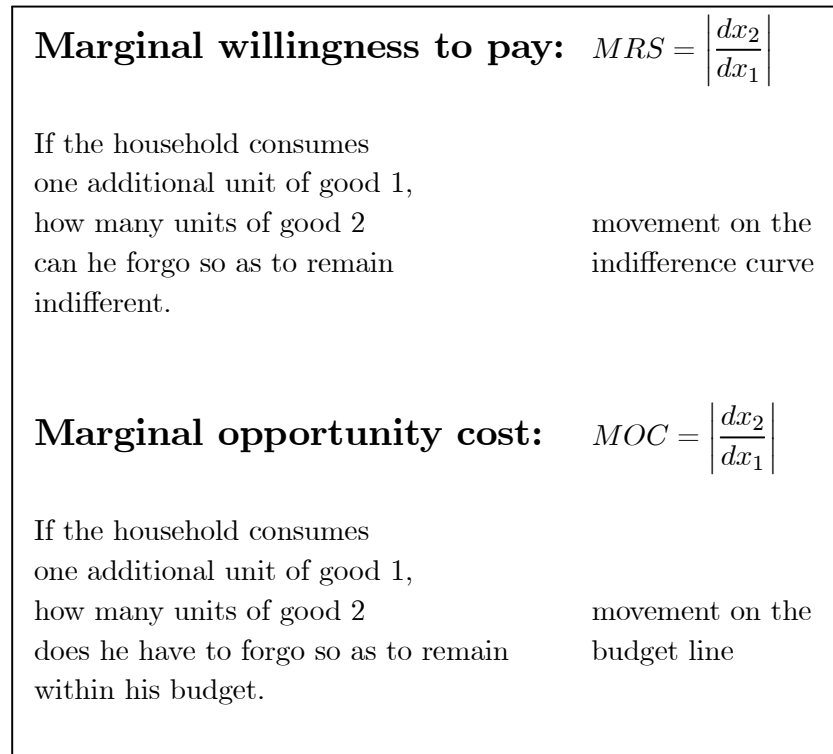 Marginal willingness to pay: MRS = |dx₂/dx₁|
If the household consumes
one additional unit of good 1,
how many units of good 2 movement on the
can he forgo so as to remain indifference curve
indifferent.
Marginal opportunity cost: MOC = |dx₂/dx₁|
If the household consumes
one additional unit of good 1,
how many units of good 2 movement on the
does he have to forgo so as to remain budget line
within his budget.